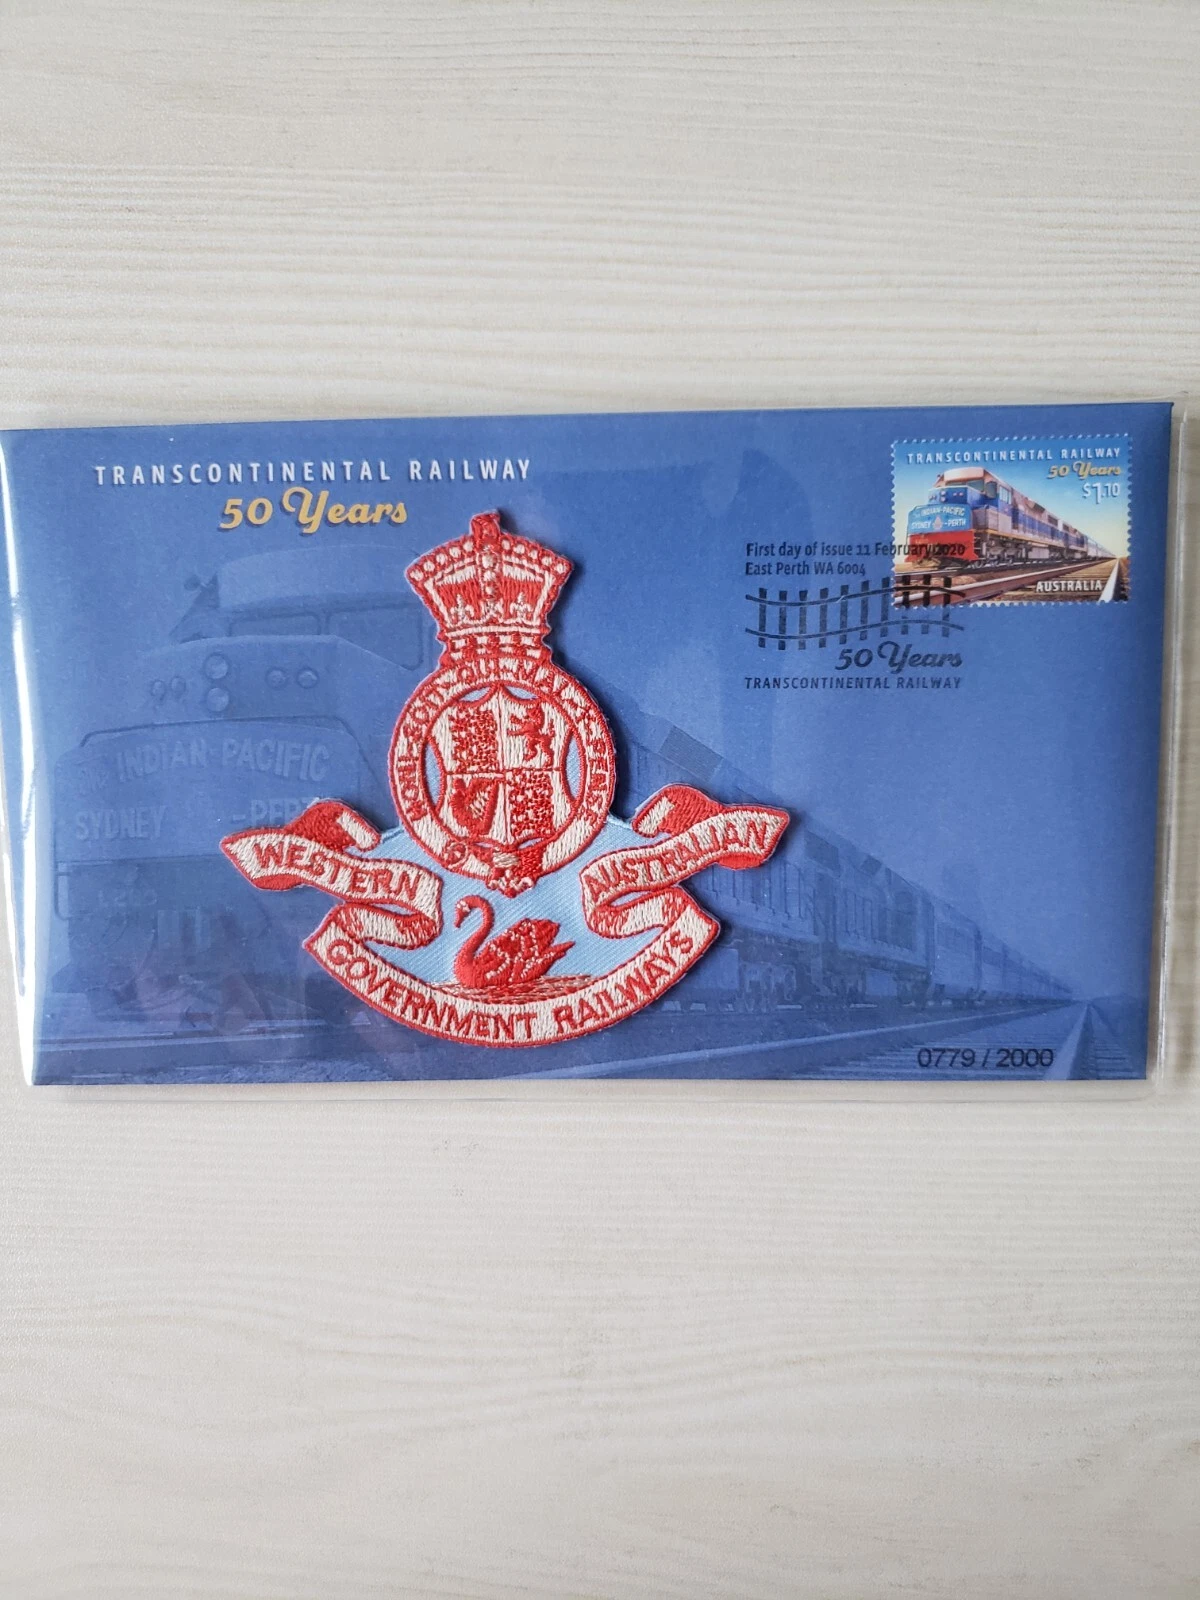 TRANSCONTINENTAL RAILWAY
50 Years
TRANSCONTINENTAL RAILWAY
50 Years
$1.10
INDIAN-PACIFIC
SYDNEY -PERTH
AUSTRALIA
First day of issue 11 February 2020
East Perth WA 6004
50 Years
TRANSCONTINENTAL RAILWAY
INDIAN-PACIFIC
SYDNEY
WESTERN
AUSTRALIAN
GOVERNMENT RAILWAYS
0779 / 2000